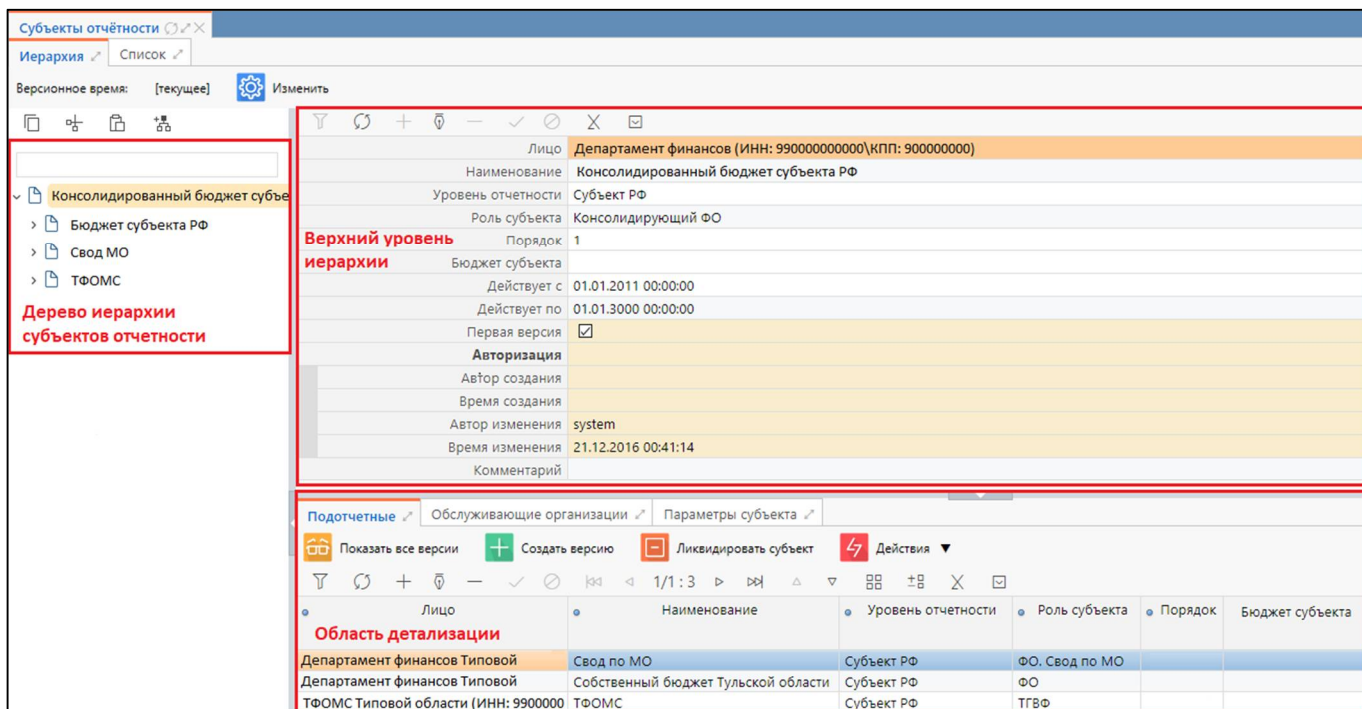 Субъекты отчётности
Иерархия Список
Версионное время: [текущее] Изменить
Консолидированный бюджет субъе
Бюджет субъекта РФ
Свод МО
ТФОМС
Дерево иерархии
субъектов отчетности
Лицо Департамент финансов (ИНН: 990000000000\КПП: 900000000)
Наименование Консолидированный бюджет субъекта РФ
Уровень отчетности Субъект РФ
Роль субъекта Консолидирующий ФО
Верхний уровень
иерархии
Порядок 1
Бюджет субъекта
Действует с 01.01.2011 00:00:00
Действует по 01.01.3000 00:00:00
Первая версия
Авторизация
Автор создания
Время создания
Автор изменения system
Время изменения 21.12.2016 00:41:14
Комментарий
Подотчетные Обслуживающие организации Параметры субъекта
Показать все версии Создать версию Ликвидировать субъект Действия
1/1 : 3
Лицо Наименование Уровень отчетности Роль субъекта Порядок Бюджет субъекта
Область детализации
Департамент финансов Типовой Свод по МО Субъект РФ ФО. Свод по МО
Департамент финансов Типовой Собственный бюджет Тульской области Субъект РФ ФО
ТФОМС Типовой области (ИНН: 9900000 ТФОМС Субъект РФ ТГВФ